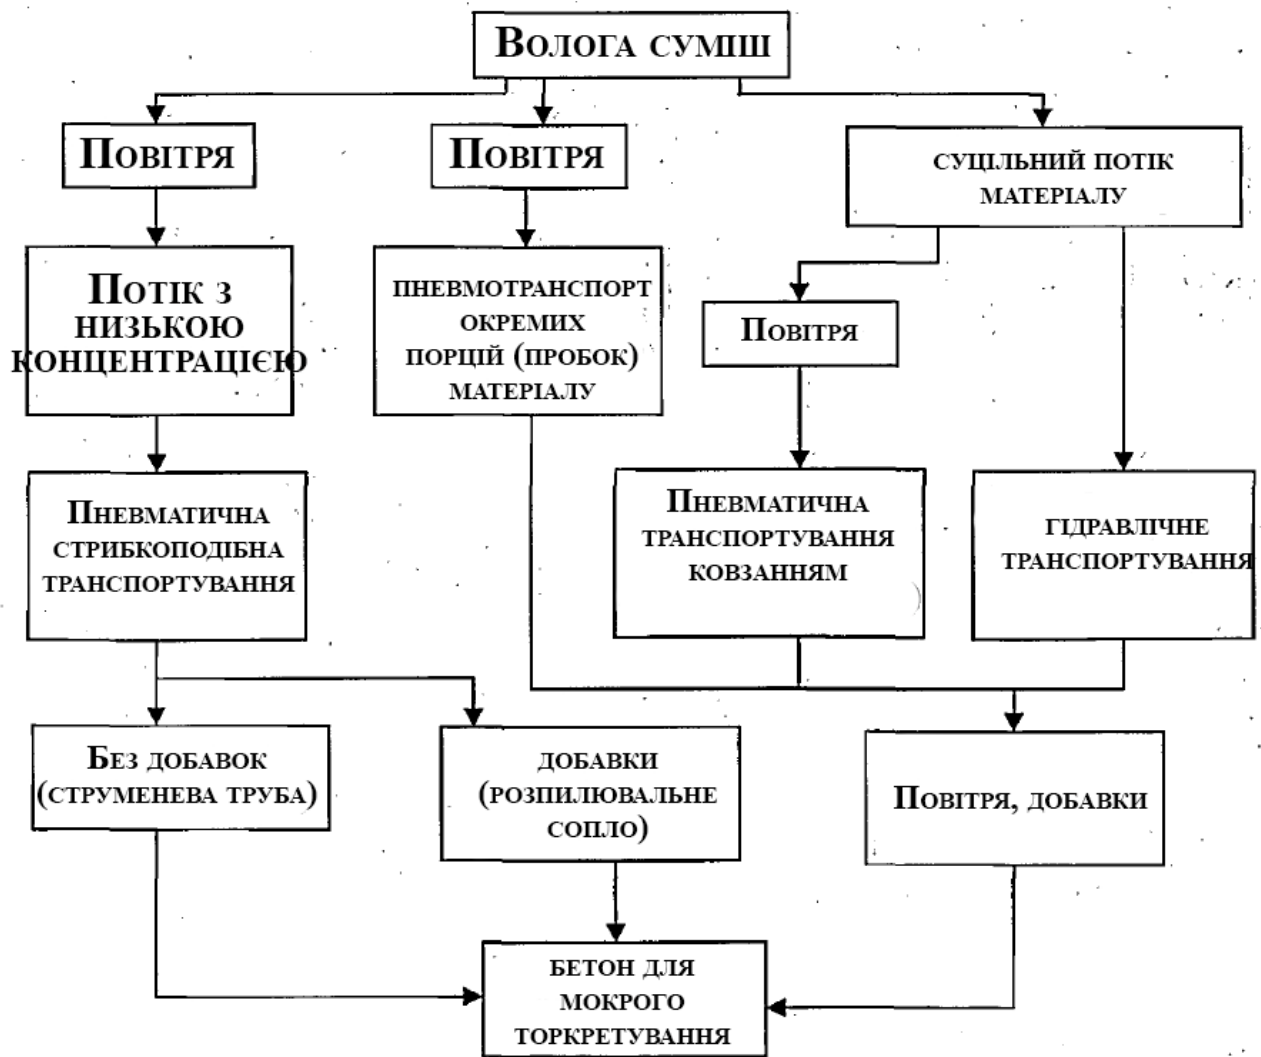 Волога суміш
Повітря
Повітря
суцільний потік
матеріалу
Потік з
низькою
концентрацією
пневмотранспорт
окремих
порцій (пробок)
матеріалу
Повітря
Пневматична
стрибкоподібна
транспортування
Пневматична
транспортування
ковзанням
гідравлічне
транспортування
Без добавок
(струменева труба)
добавки
(розпилювальне
сопло)
Повітря, добавки
бетон для
мокрого
торкретування